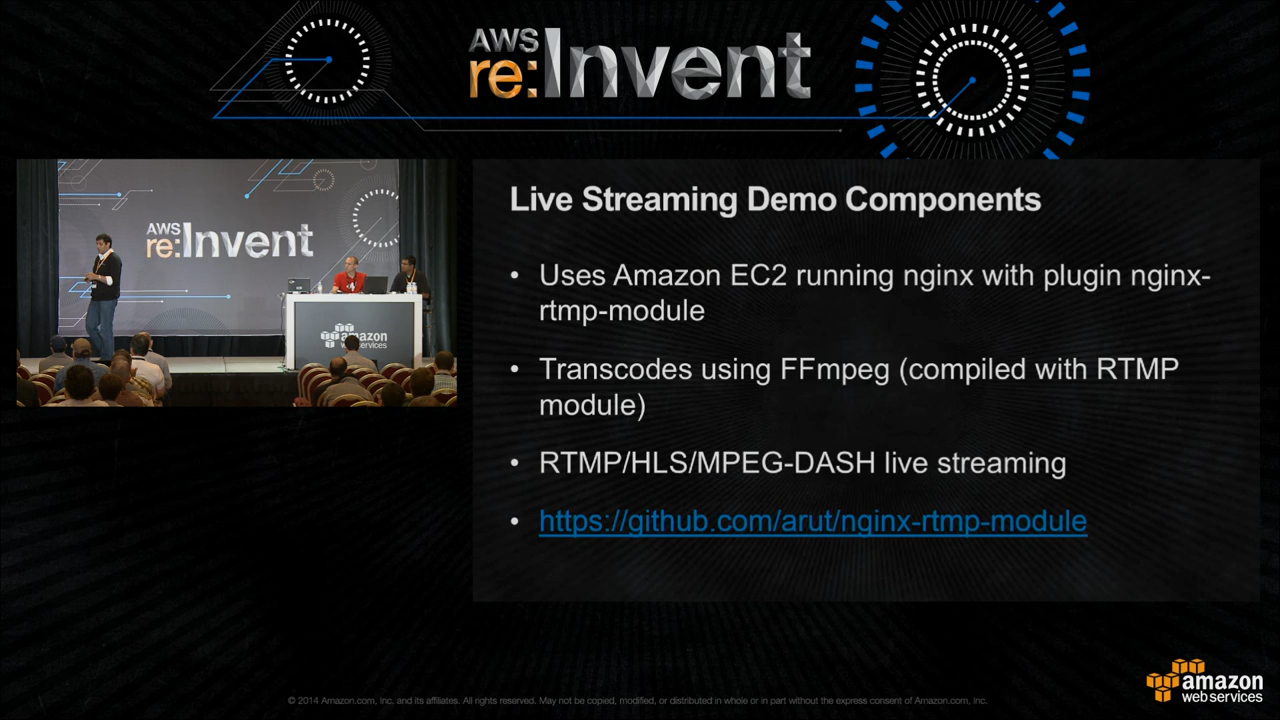 AWS
re:Invent
AWS
re:Invent
amazon
web services
Live Streaming Demo Components
• Uses Amazon EC2 running nginx with plugin nginx-
rtmp-module
• Transcodes using FFmpeg (compiled with RTMP
module)
• RTMP/HLS/MPEG-DASH live streaming
• https://github.com/arut/nginx-rtmp-module
amazon
web services
© 2014 Amazon.com, Inc. and its affiliates. All rights reserved. May not be copied, modified, or distributed in whole or in part without the express consent of Amazon.com, Inc.